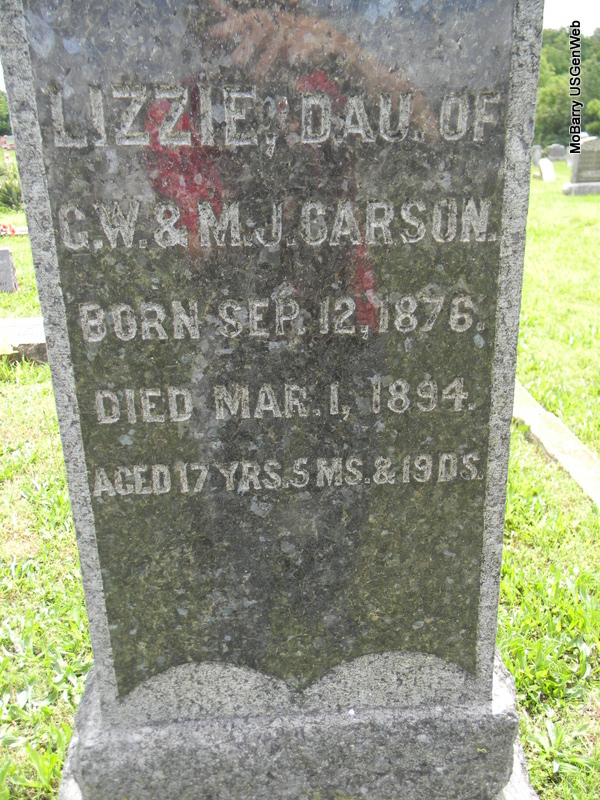 LIZZIE, DAU. OF
C.W. & M.J. CARSON.
BORN SEP. 12, 1876.
DIED MAR. 1, 1894.
AGED 17 YRS. 5 MS. & 19 DS.
MoBarry USGenWeb